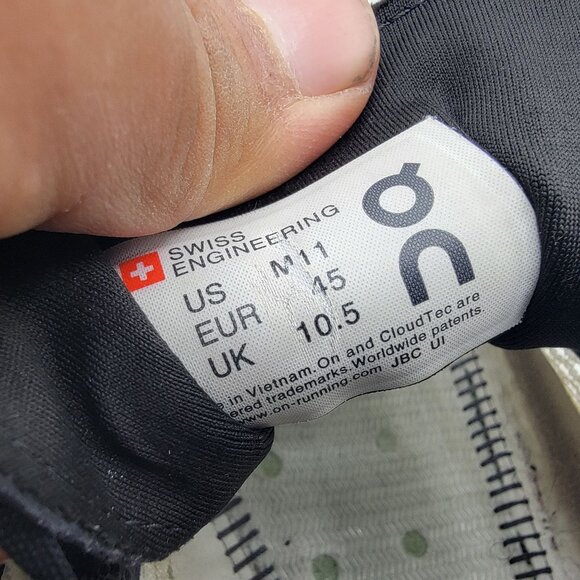 SWISS
ENGINEERING
On
US M11
EUR 45
UK 10.5
in Vietnam. On and CloudTec are
ered trademarks. Worldwide patents.
www.on-running.com JBC UI